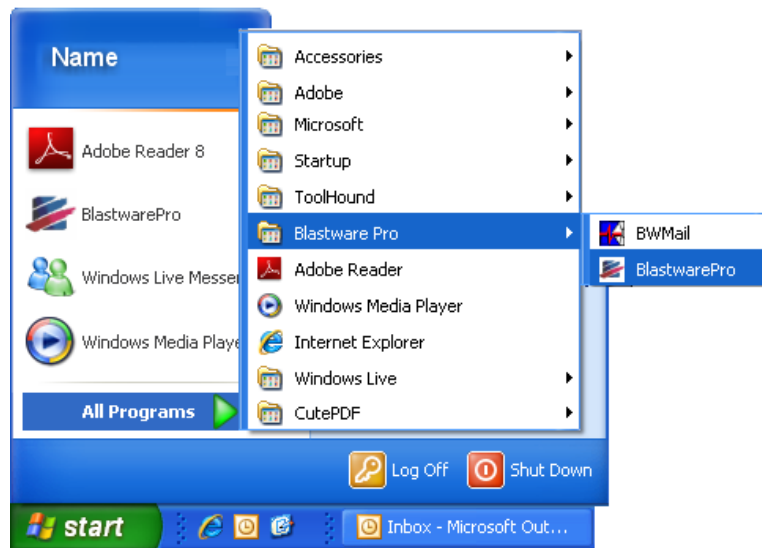 Name
Adobe Reader 8
BlastwarePro
Windows Live Messe
Windows Media Playe
All Programs
Accessories
Adobe
Microsoft
Startup
ToolHound
Blastware Pro
Adobe Reader
Windows Media Player
Internet Explorer
Windows Live
CutePDF
BWMail
BlastwarePro
Log Off
Shut Down
start
Inbox - Microsoft Out...